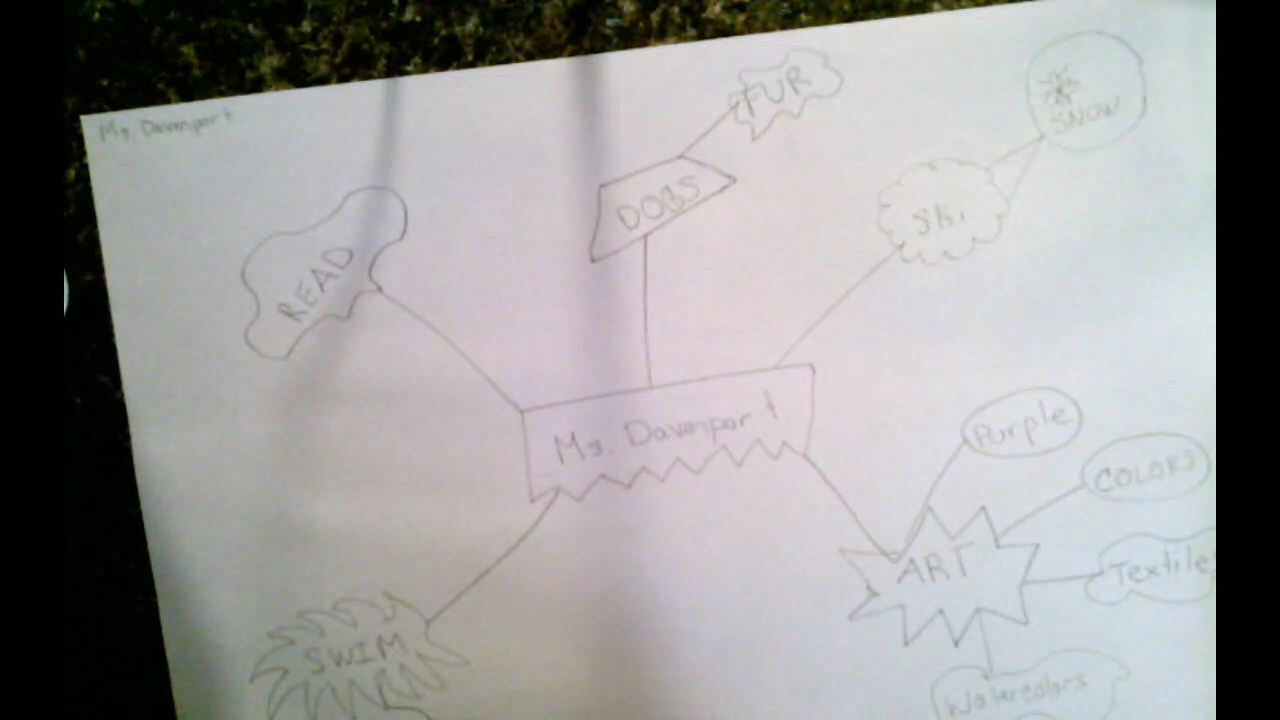 Ms. Davenport
FUR
SNOW
DOGS
Ski
READ
Ms. Davenport
Purple
COLORS
ART
Textile
SWIM
Watercolors